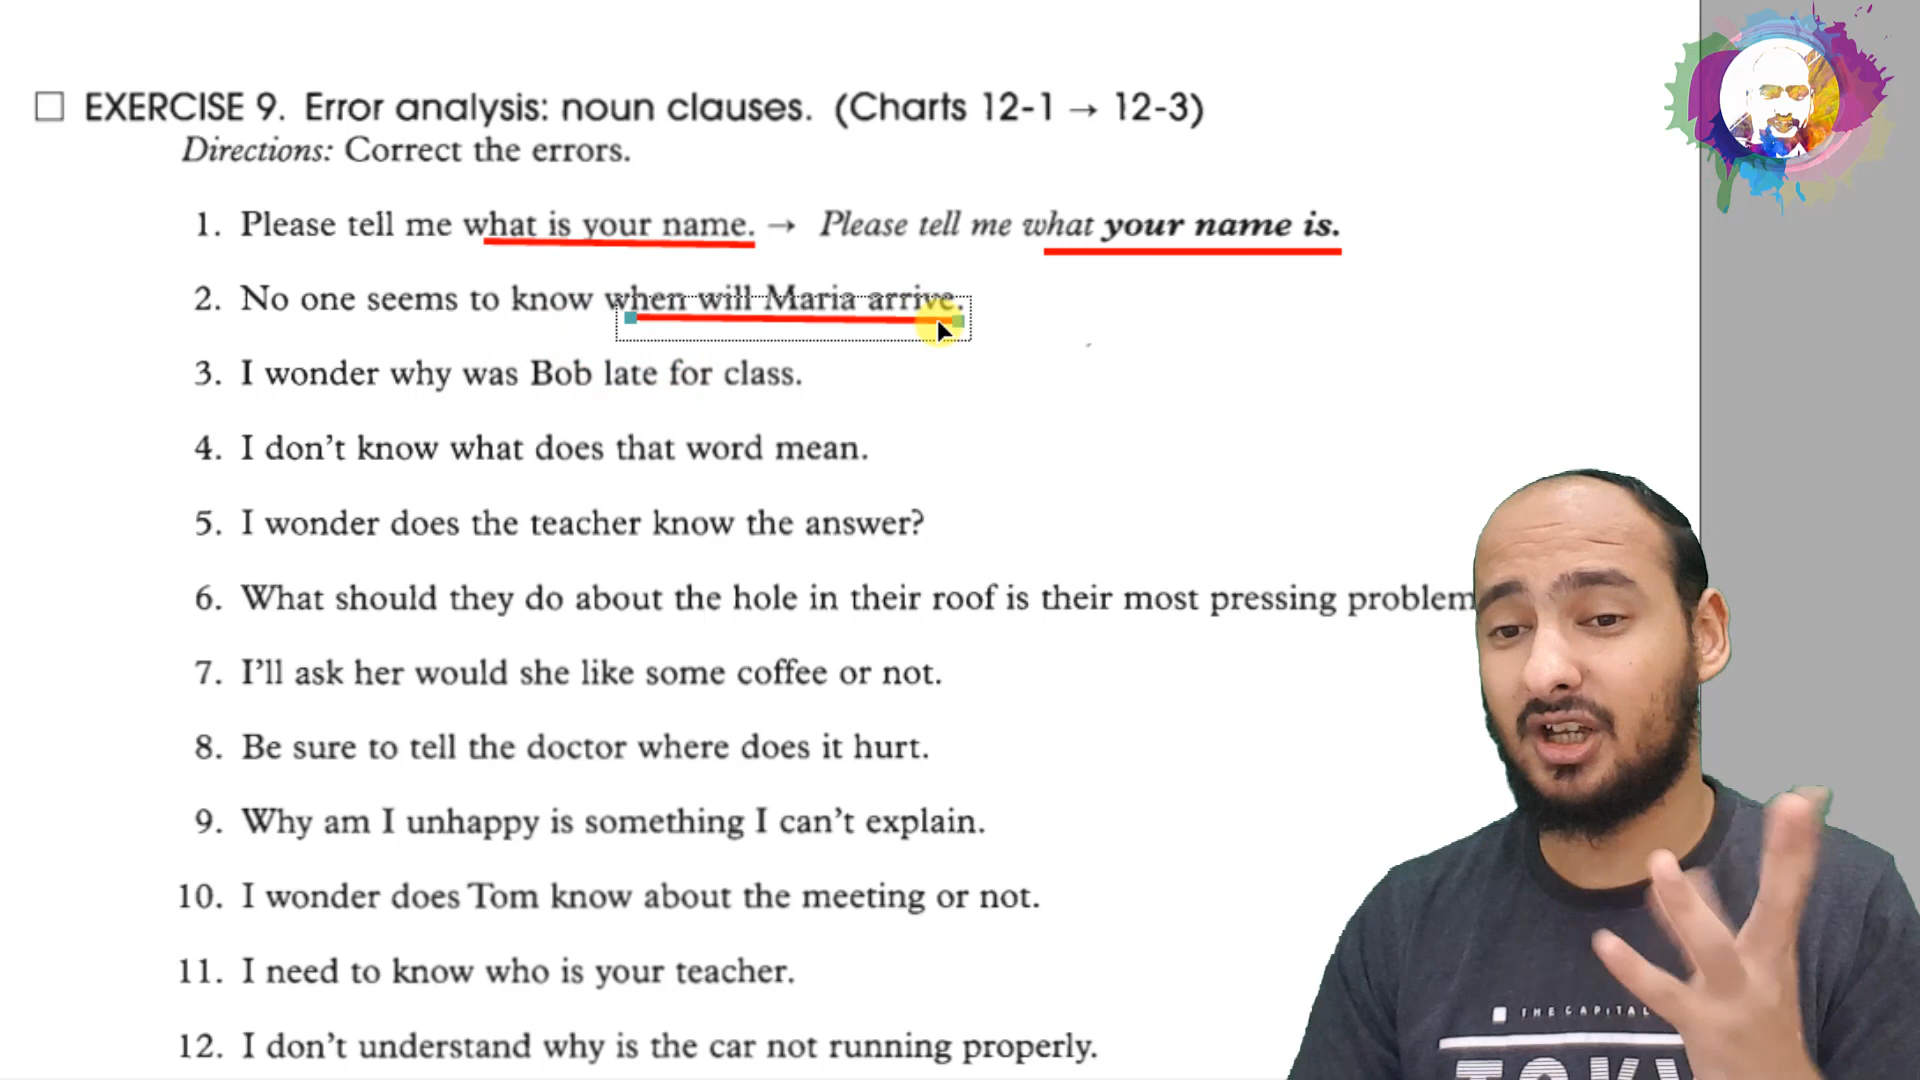 EXERCISE 9. Error analysis: noun clauses. (Charts 12-1 → 12-3)
Directions: Correct the errors.
1. Please tell me what is your name. → Please tell me what your name is.
2. No one seems to know when will Maria arrive.
3. I wonder why was Bob late for class.
4. I don't know what does that word mean.
5. I wonder does the teacher know the answer?
6. What should they do about the hole in their roof is their most pressing problem
7. I'll ask her would she like some coffee or not.
8. Be sure to tell the doctor where does it hurt.
9. Why am I unhappy is something I can't explain.
10. I wonder does Tom know about the meeting or not.
11. I need to know who is your teacher.
12. I don't understand why is the car not running properly.
THE CAPITAL